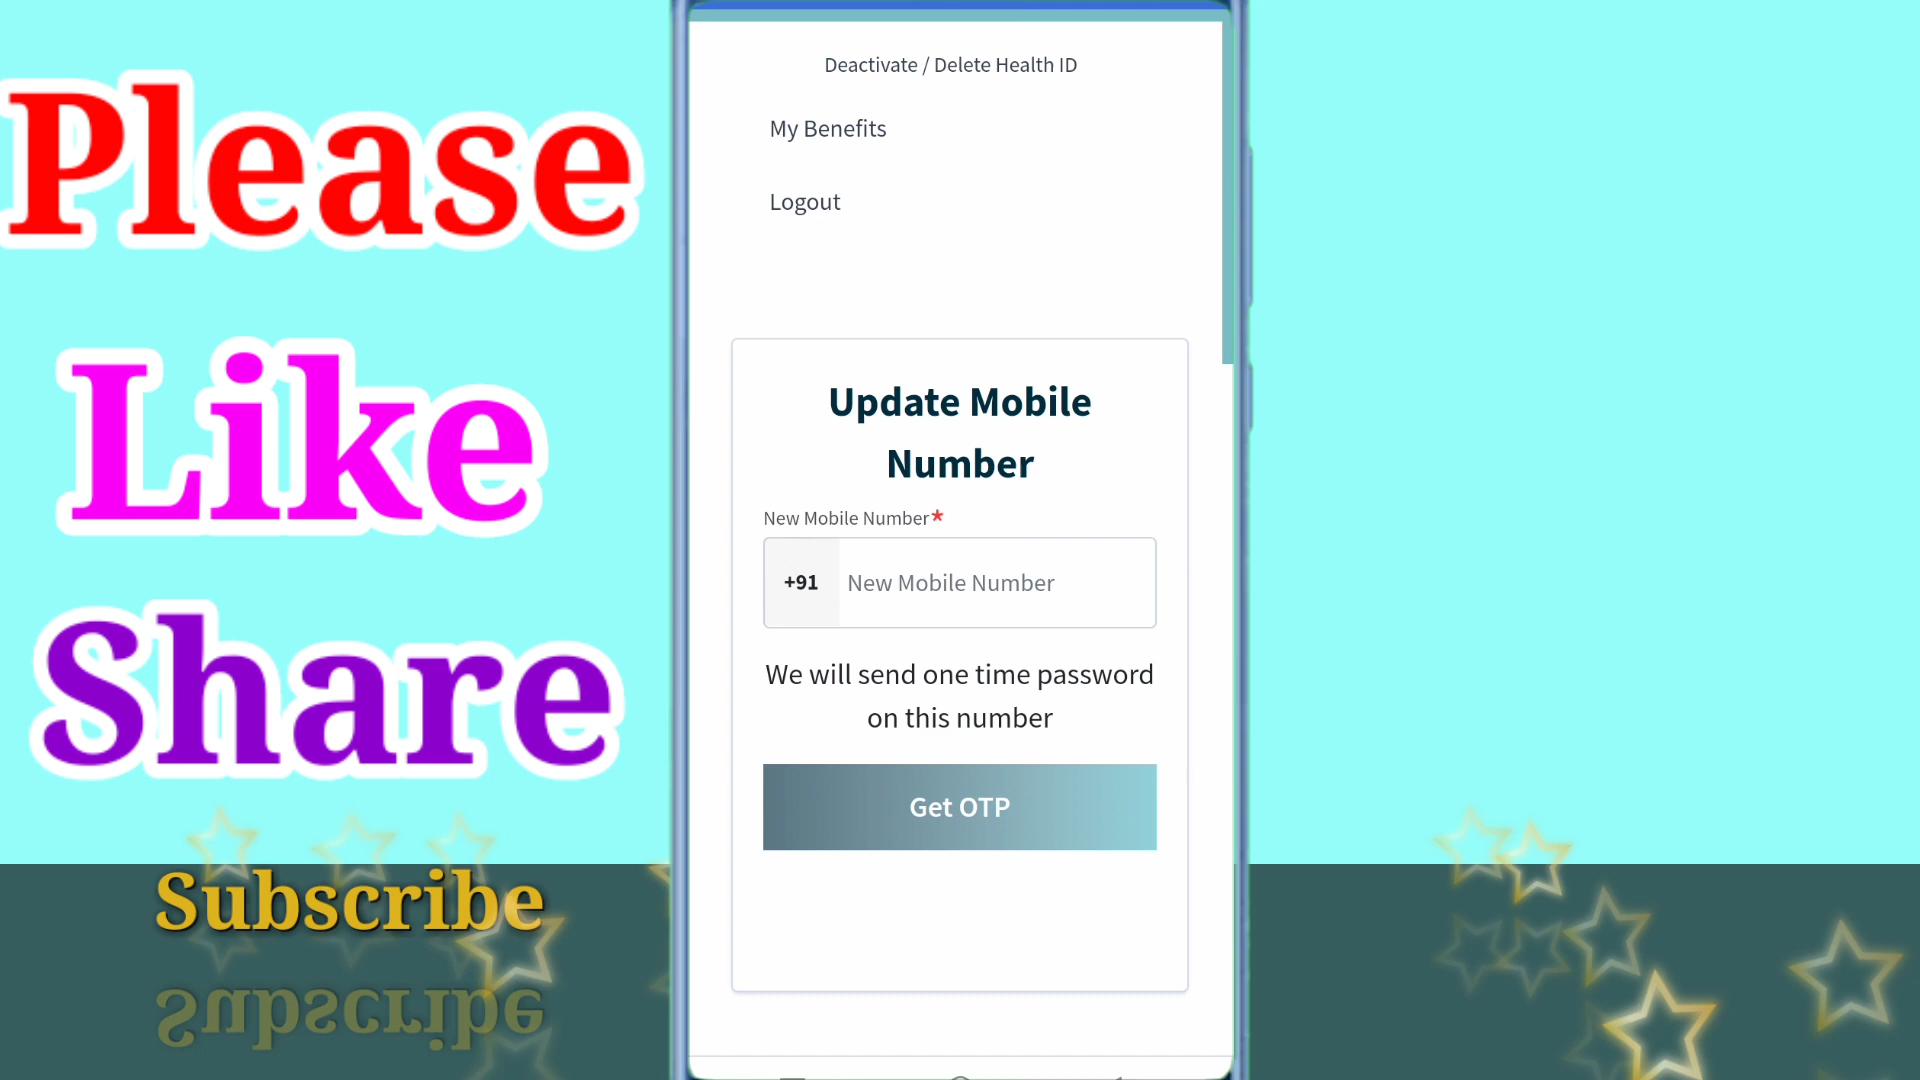 Please
Like
Share
Subscribe
Deactivate / Delete Health ID
My Benefits
Logout
Update Mobile
Number
New Mobile Number*
+91 New Mobile Number
We will send one time password
on this number
Get OTP